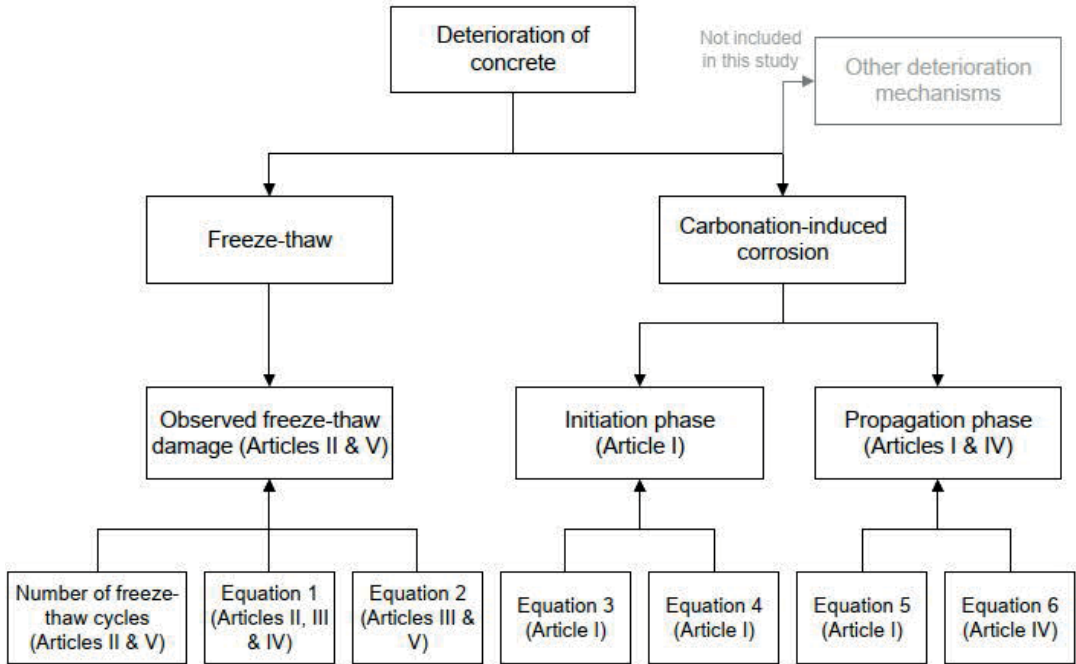 Deterioration of
concrete
Not included
in this study
Other deterioration
mechanisms
Freeze-thaw
Carbonation-induced
corrosion
Observed freeze-thaw
damage (Articles II & V)
Initiation phase
(Article I)
Propagation phase
(Articles I & IV)
Number of freeze-
thaw cycles
(Articles II & V)
Equation 1
(Articles II, III
& IV)
Equation 2
(Articles III &
V)
Equation 3
(Article I)
Equation 4
(Article I)
Equation 5
(Article I)
Equation 6
(Article IV)